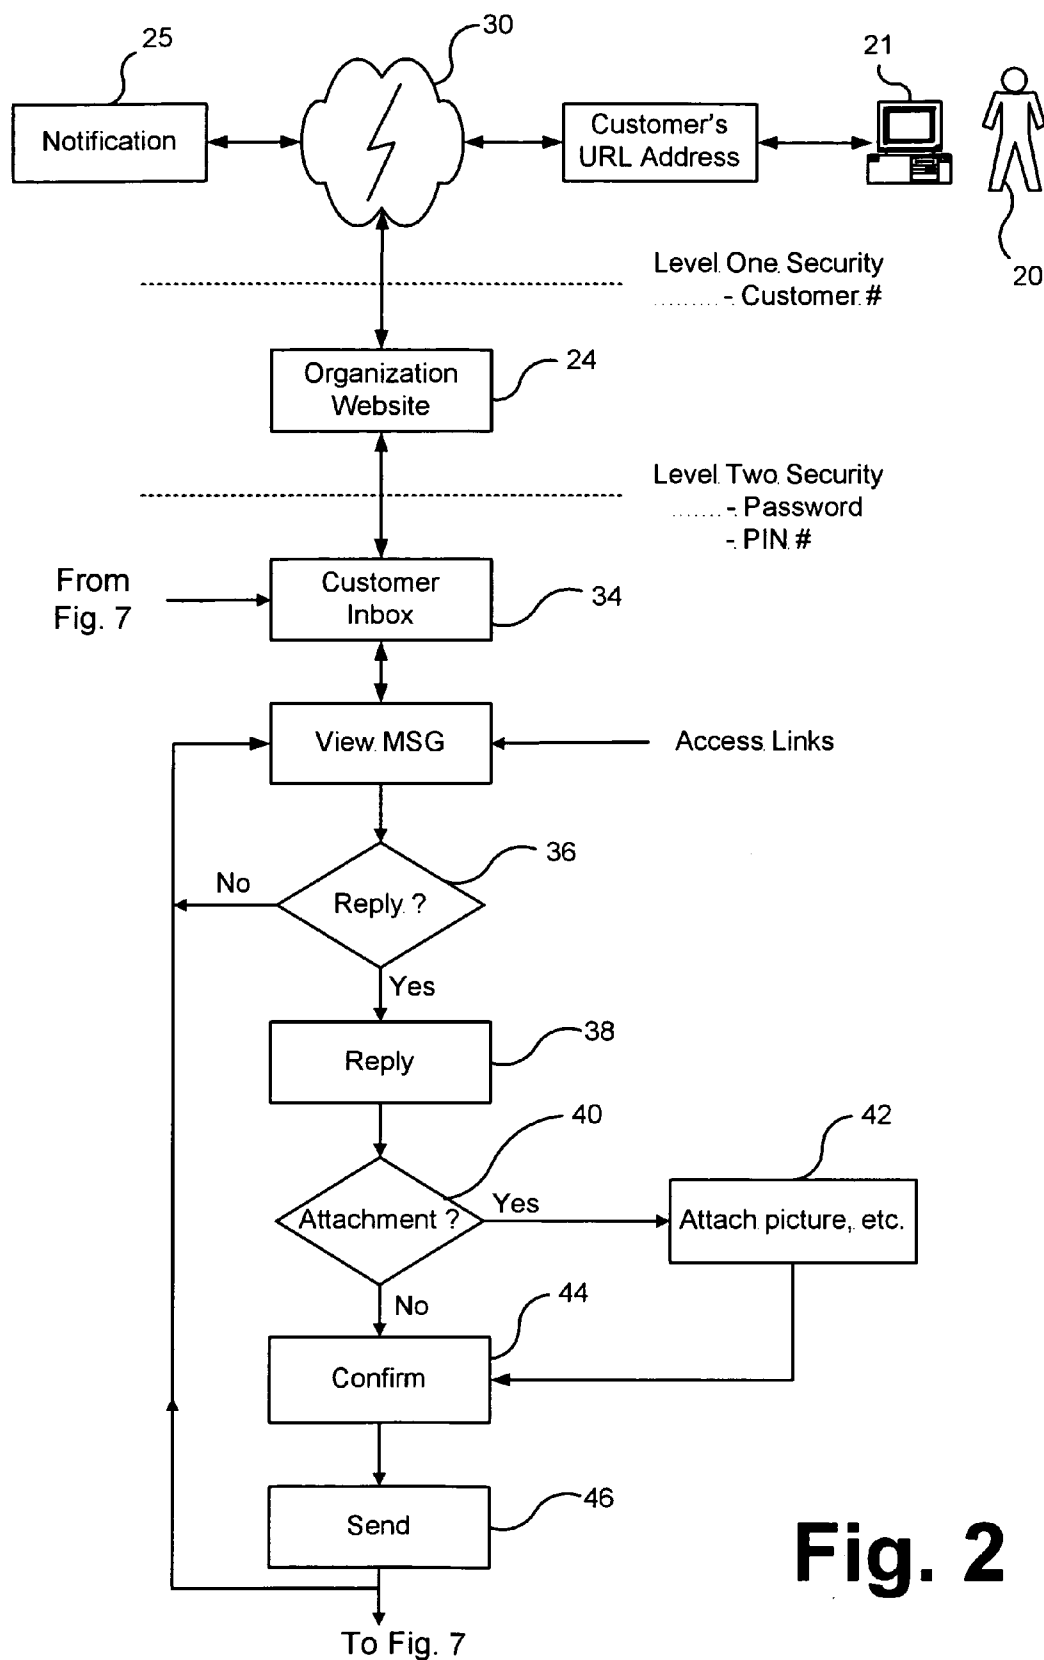 25
30
21
Notification
Customer's
URL Address
20
Level One Security
- Customer #
Organization
Website
24
Level Two Security
- Password
- PIN #
From
Fig. 7
Customer
Inbox
34
View MSG
Access Links
36
No
Reply ?
Yes
38
Reply
40
42
Attachment ?
Yes
Attach picture, etc.
No
44
Confirm
46
Send
Fig. 2
To Fig. 7